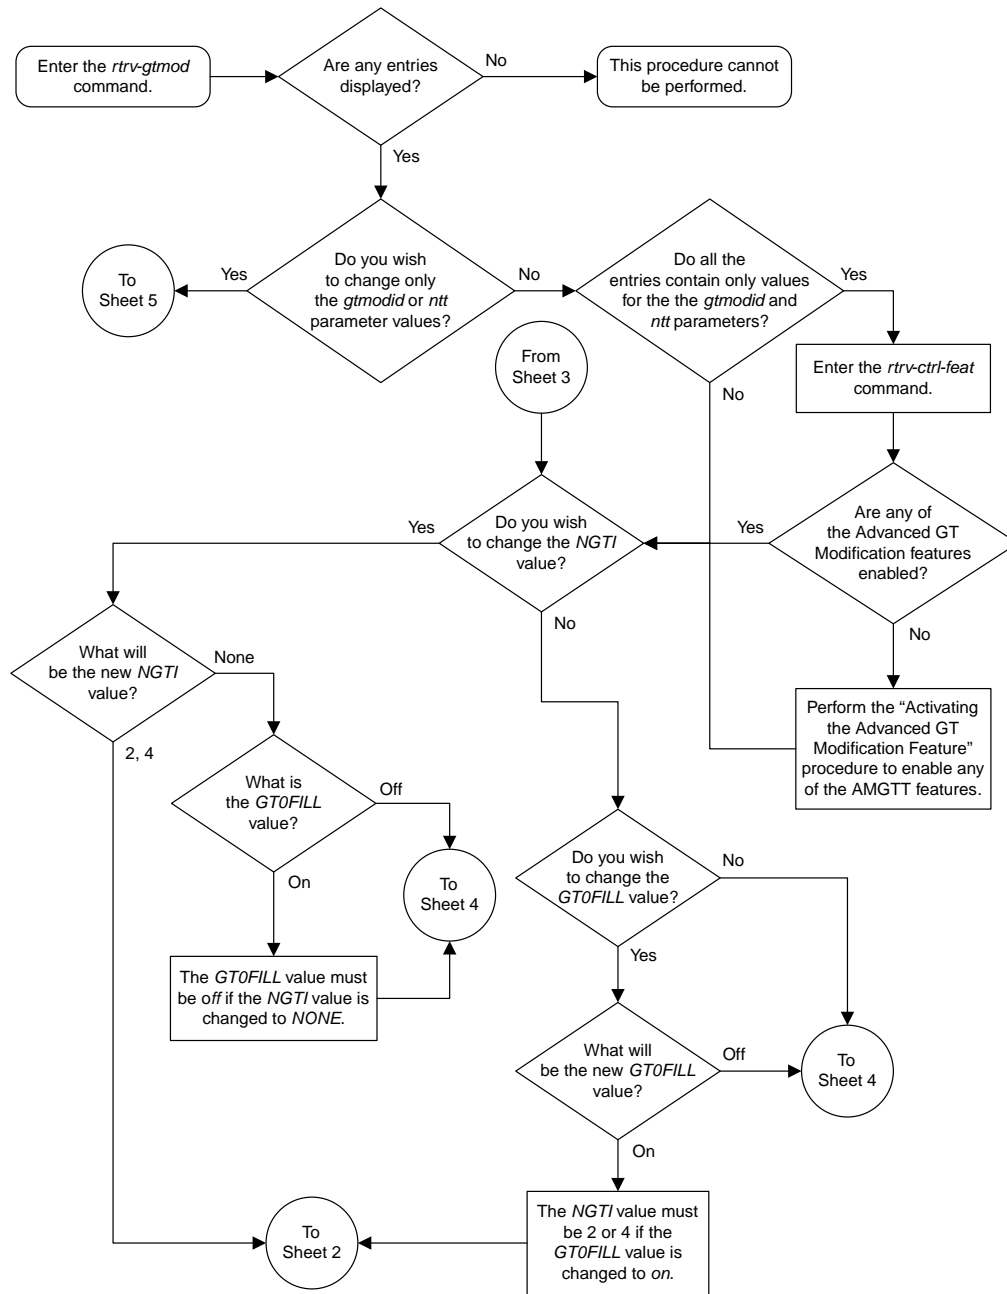 Enter the rtrv-gtmod
command.
Are any entries
displayed?
No
This procedure cannot
be performed.
Yes
To
Sheet 5
Yes
Do you wish
to change only
the gtmodid or ntt
parameter values?
No
Do all the
entries contain only values
for the the gtmodid and
ntt parameters?
Yes
No
From
Sheet 3
Enter the rtrv-ctrl-feat
command.
Yes
Do you wish
to change the NGTI
value?
No
Yes
Are any of
the Advanced GT
Modification features
enabled?
No
Perform the “Activating
the Advanced GT
Modification Feature”
procedure to enable any
of the AMGTT features.
What will
be the new NGTI
value?
None
2, 4
What is
the GT0FILL
value?
Off
On
To
Sheet 4
The GT0FILL value must
be off if the NGTI value is
changed to NONE.
Do you wish
to change the
GT0FILL value?
No
Yes
What will
be the new GT0FILL
value?
Off
On
To
Sheet 4
The NGTI value must
be 2 or 4 if the
GT0FILL value is
changed to on.
To
Sheet 2